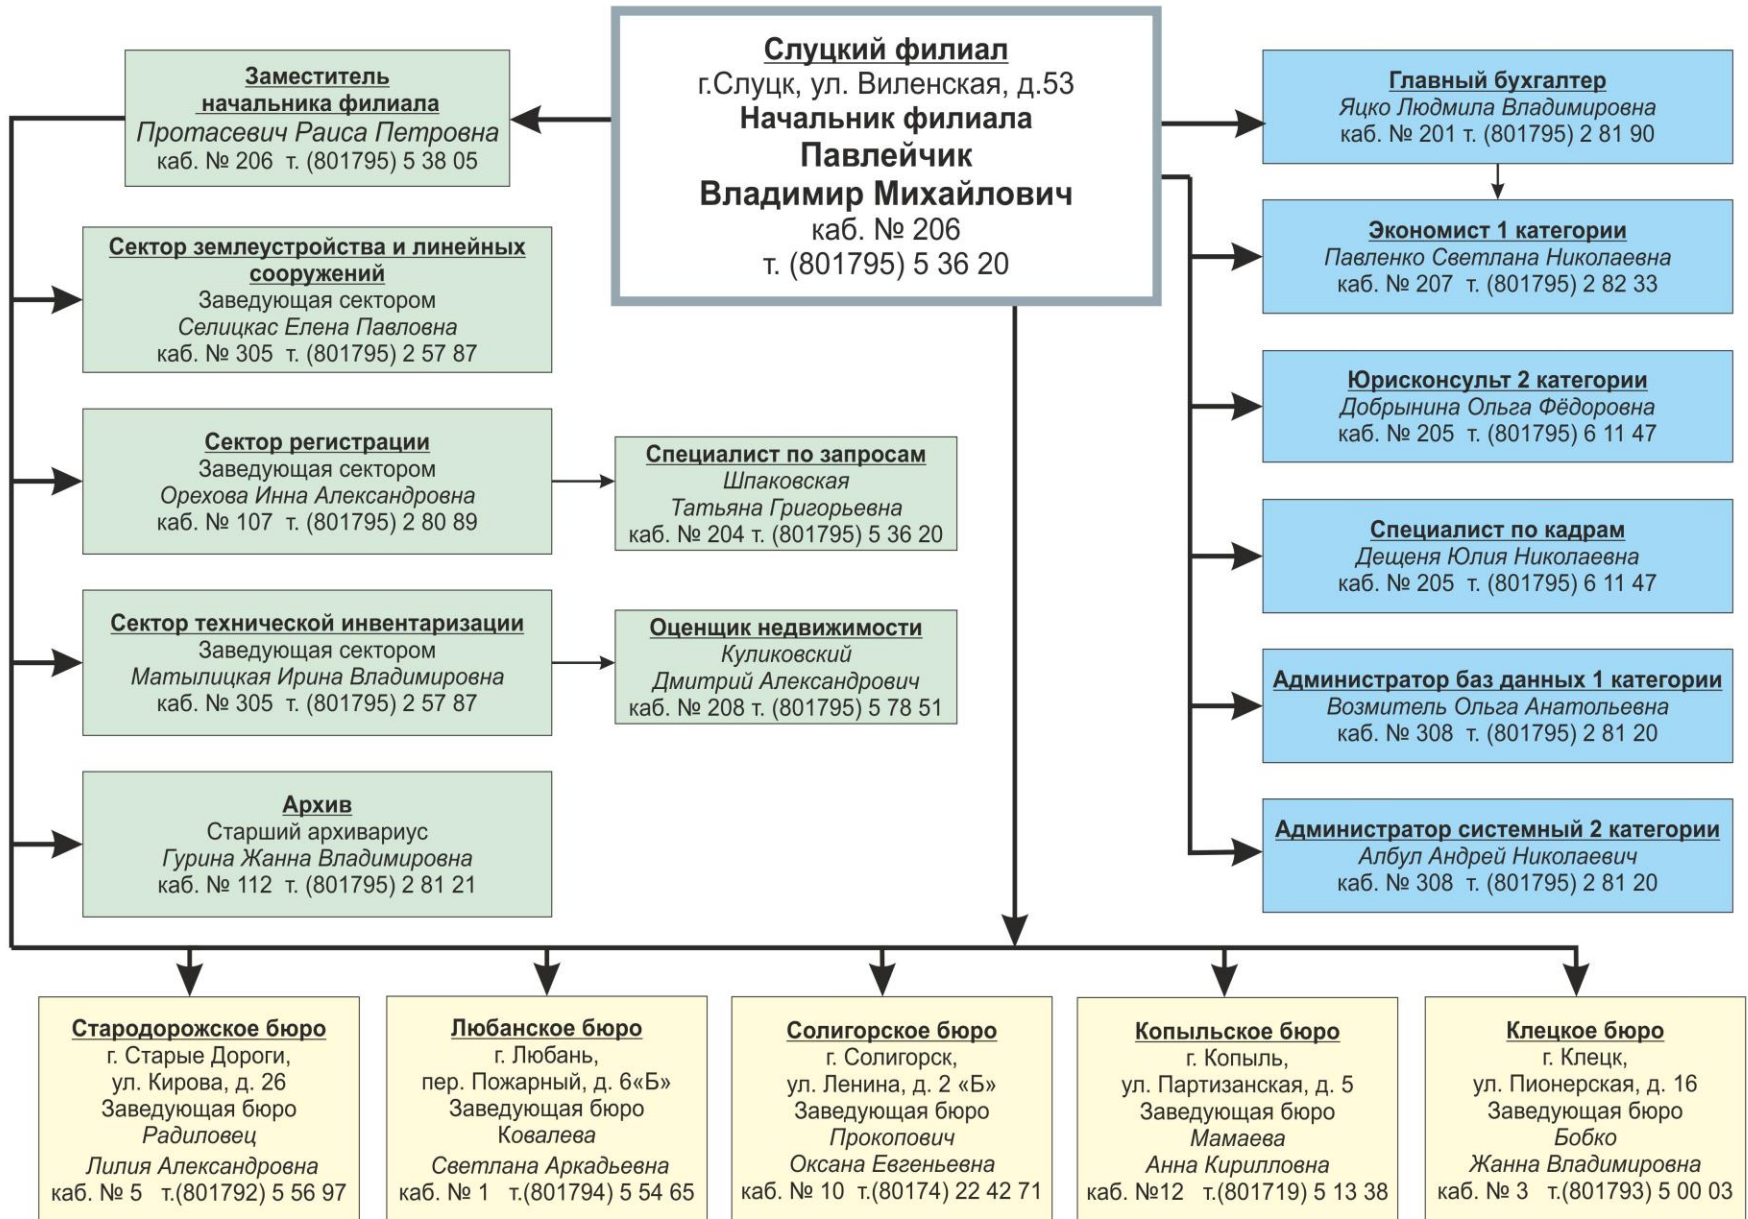 Слуцкий филиал
г.Слуцк, ул. Виленская, д.53
Начальник филиала
Павлейчик
Владимир Михайлович
каб. № 206
т. (801795) 5 36 20
Заместитель
начальника филиала
Протасевич Раиса Петровна
каб. № 206 т. (801795) 5 38 05
Сектор землеустройства и линейных
сооружений
Заведующая сектором
Селицкас Елена Павловна
каб. № 305 т. (801795) 2 57 87
Сектор регистрации
Заведующая сектором
Орехова Инна Александровна
каб. № 107 т. (801795) 2 80 89
Специалист по запросам
Шпаковская
Татьяна Григорьевна
каб. № 204 т. (801795) 5 36 20
Сектор технической инвентаризации
Заведующая сектором
Матылицкая Ирина Владимировна
каб. № 305 т. (801795) 2 57 87
Оценщик недвижимости
Куликовский
Дмитрий Александрович
каб. № 208 т. (801795) 5 78 51
Архив
Старший архивариус
Гурина Жанна Владимировна
каб. № 112 т. (801795) 2 81 21
Главный бухгалтер
Яцко Людмила Владимировна
каб. № 201 т. (801795) 2 81 90
Экономист 1 категории
Павленко Светлана Николаевна
каб. № 207 т. (801795) 2 82 33
Юрисконсульт 2 категории
Добрынина Ольга Фёдоровна
каб. № 205 т. (801795) 6 11 47
Специалист по кадрам
Дещеня Юлия Николаевна
каб. № 205 т. (801795) 6 11 47
Администратор баз данных 1 категории
Возмитель Ольга Анатольевна
каб. № 308 т. (801795) 2 81 20
Администратор системный 2 категории
Албул Андрей Николаевич
каб. № 308 т. (801795) 2 81 20
Стародорожское бюро
г. Старые Дороги,
ул. Кирова, д. 26
Заведующая бюро
Радиловец
Лилия Александровна
каб. № 5 т.(801792) 5 56 97
Любанское бюро
г. Любань,
пер. Пожарный, д. 6«Б»
Заведующая бюро
Ковалева
Светлана Аркадьевна
каб. № 1 т.(801794) 5 54 65
Солигорское бюро
г. Солигорск,
ул. Ленина, д. 2 «Б»
Заведующая бюро
Прокопович
Оксана Евгеньевна
каб. № 10 т.(80174) 22 42 71
Копыльское бюро
г. Копыль,
ул. Партизанская, д. 5
Заведующая бюро
Мамаева
Анна Кирилловна
каб. №12 т.(801719) 5 13 38
Клецкое бюро
г. Клецк,
ул. Пионерская, д. 16
Заведующая бюро
Бобко
Жанна Владимировна
каб. № 3 т.(801793) 5 00 03